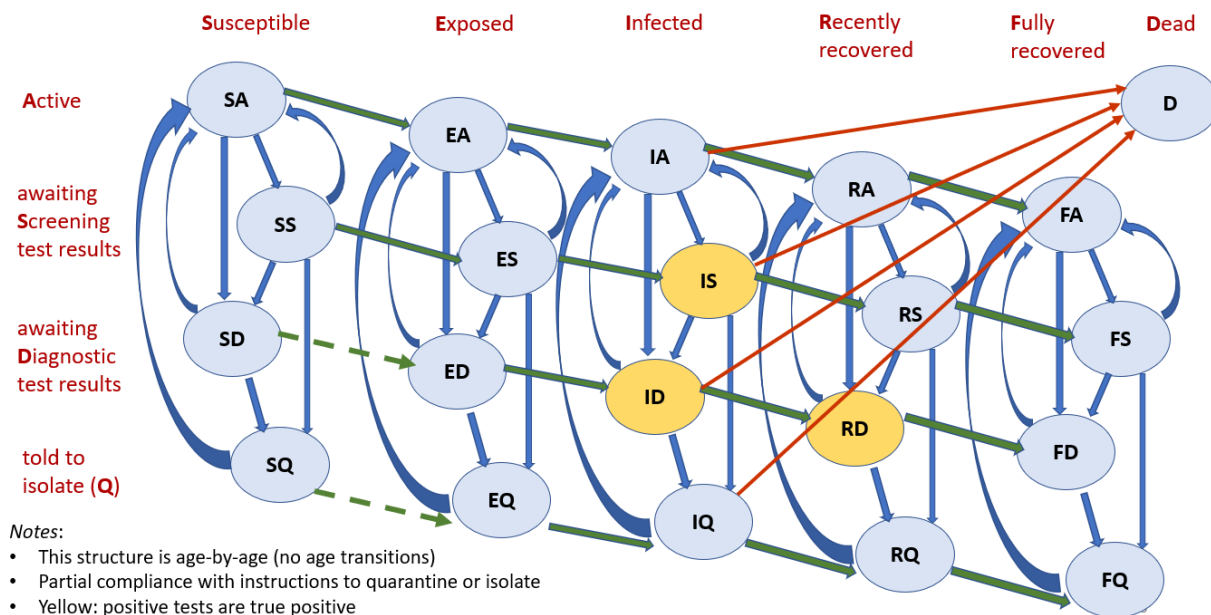 Susceptible
Exposed
Infected
Recently
recovered
Fully
recovered
Dead
Active
SA
EA
IA
RA
FA
D
awaiting
Screening
test results
SS
ES
IS
RS
FS
awaiting
Diagnostic
test results
SD
ED
ID
RD
FD
told to
isolate (Q)
SQ
EQ
IQ
RQ
FQ
Notes:
• This structure is age-by-age (no age transitions)
• Partial compliance with instructions to quarantine or isolate
• Yellow: positive tests are true positive